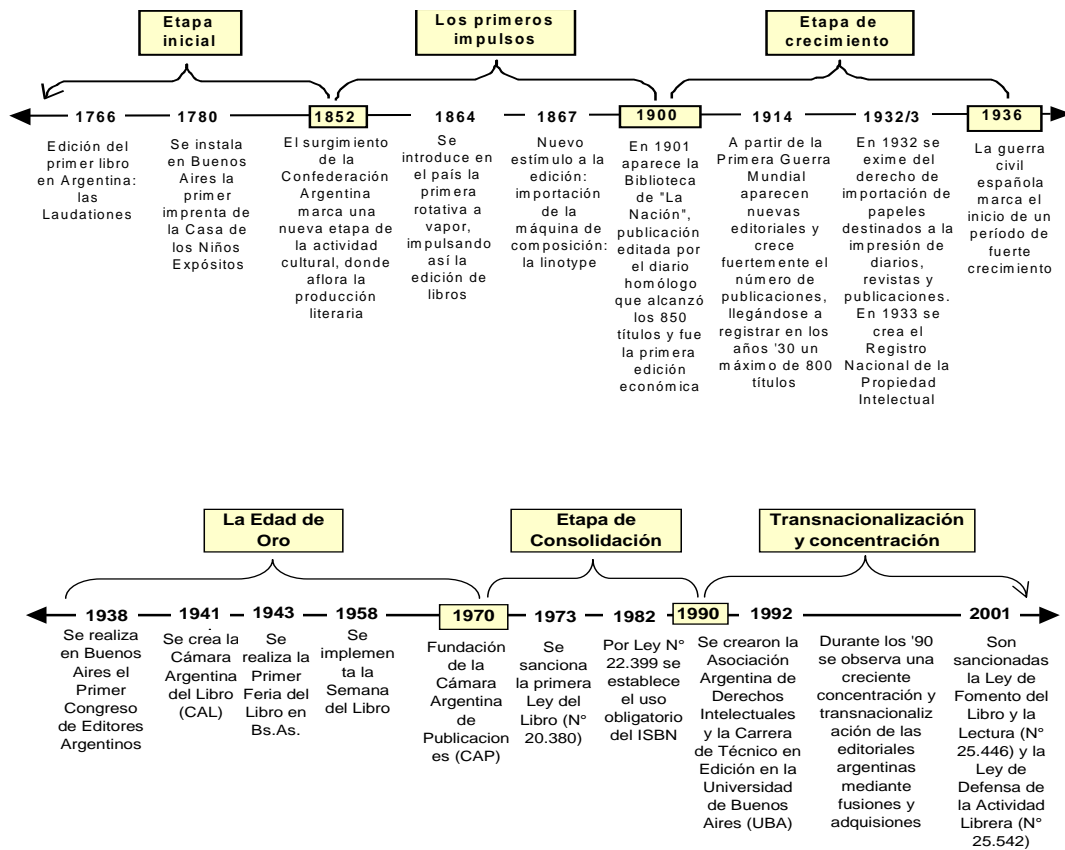 Etapa
inicial
Los primeros
impulsos
Etapa de
crecimiento
1766
Edición del
primer libro
en Argentina:
las
Laudationes
1780
Se instala
en Buenos
Aires la
primer
imprenta de
la Casa de
los Niños
Expósitos
1852
El surgimiento
de la
Confederación
Argentina
marca una
nueva etapa de
la actividad
cultural, donde
aflora la
producción
literaria
1864
Se
introduce en
el país la
primera
rotativa a
vapor,
impulsando
así la
edición de
libros
1867
Nuevo
estímulo a la
edición:
importación
de la
máquina de
composición:
la linotype
1900
En 1901
aparece la
Biblioteca
de "La
Nación",
publicación
editada por
el diario
homólogo
que alcanzó
los 850
títulos y fue
la primera
edición
económica
1914
A partir de la
Primera Guerra
Mundial
aparecen
nuevas
editoriales y
crece
fuertemente el
número de
publicaciones,
llegándose a
registrar en los
años '30 un
máximo de 800
títulos
1932/3
En 1932 se
exime del
derecho de
importación de
papeles
destinados a la
impresión de
diarios,
revistas y
publicaciones.
En 1933 se
crea el
Registro
Nacional de la
Propiedad
Intelectual
1936
La guerra
civil
española
marca el
inicio de un
período de
fuerte
crecimiento
La Edad de
Oro
Etapa de
Consolidación
Transnacionalización
y concentración
1938
Se realiza
en Buenos
Aires el
Primer
Congreso
de Editores
Argentinos
1941
Se crea la
Cámara
Argentina
del Libro
(CAL)
1943
Se
realiza la
Primer
Feria del
Libro en
Bs.As.
1958
Se
implemen
ta la
Semana
del Libro
1970
Fundación
de la
Cámara
Argentina
de
Publicacion
es (CAP)
1973
Se
sanciona
la primera
Ley del
Libro (N°
20.380)
1982
Por Ley N°
22.399 se
establece
el uso
obligatorio
del ISBN
1990
1992
Se crearon la
Asociación
Argentina de
Derechos
Intelectuales
y la Carrera
de Técnico en
Edición en la
Universidad
de Buenos
Aires (UBA)
Durante los '90
se observa una
creciente
concentración y
transnacionaliz
ación de las
editoriales
argentinas
mediante
fusiones y
adquisiones
2001
Son
sancionadas
la Ley de
Fomento del
Libro y la
Lectura (N°
25.446) y la
Ley de
Defensa de
la Actividad
Librera (N°
25.542)